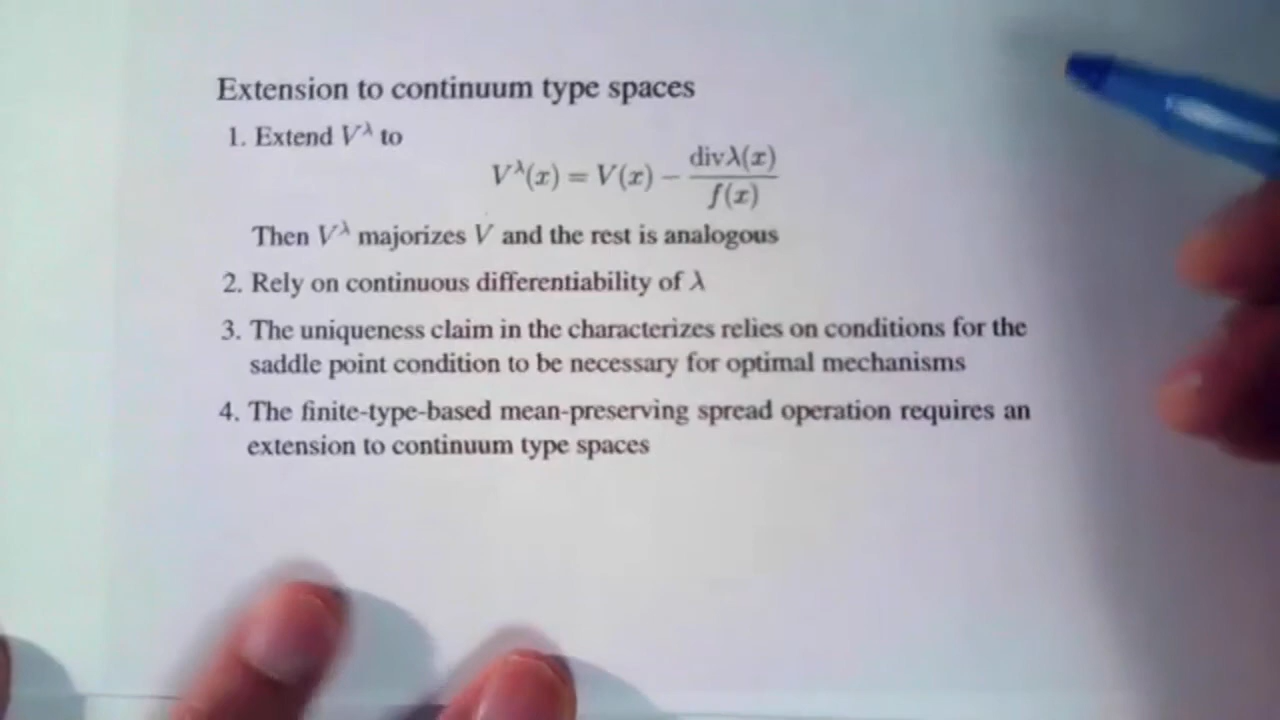 Extension to continuum type spaces
1. Extend V^λ to
V^λ(x) = V(x) − divλ(x) / f(x)
Then V^λ majorizes V and the rest is analogous
2. Rely on continuous differentiability of λ
3. The uniqueness claim in the characterizes relies on conditions for the
saddle point condition to be necessary for optimal mechanisms
4. The finite-type-based mean-preserving spread operation requires an
extension to continuum type spaces